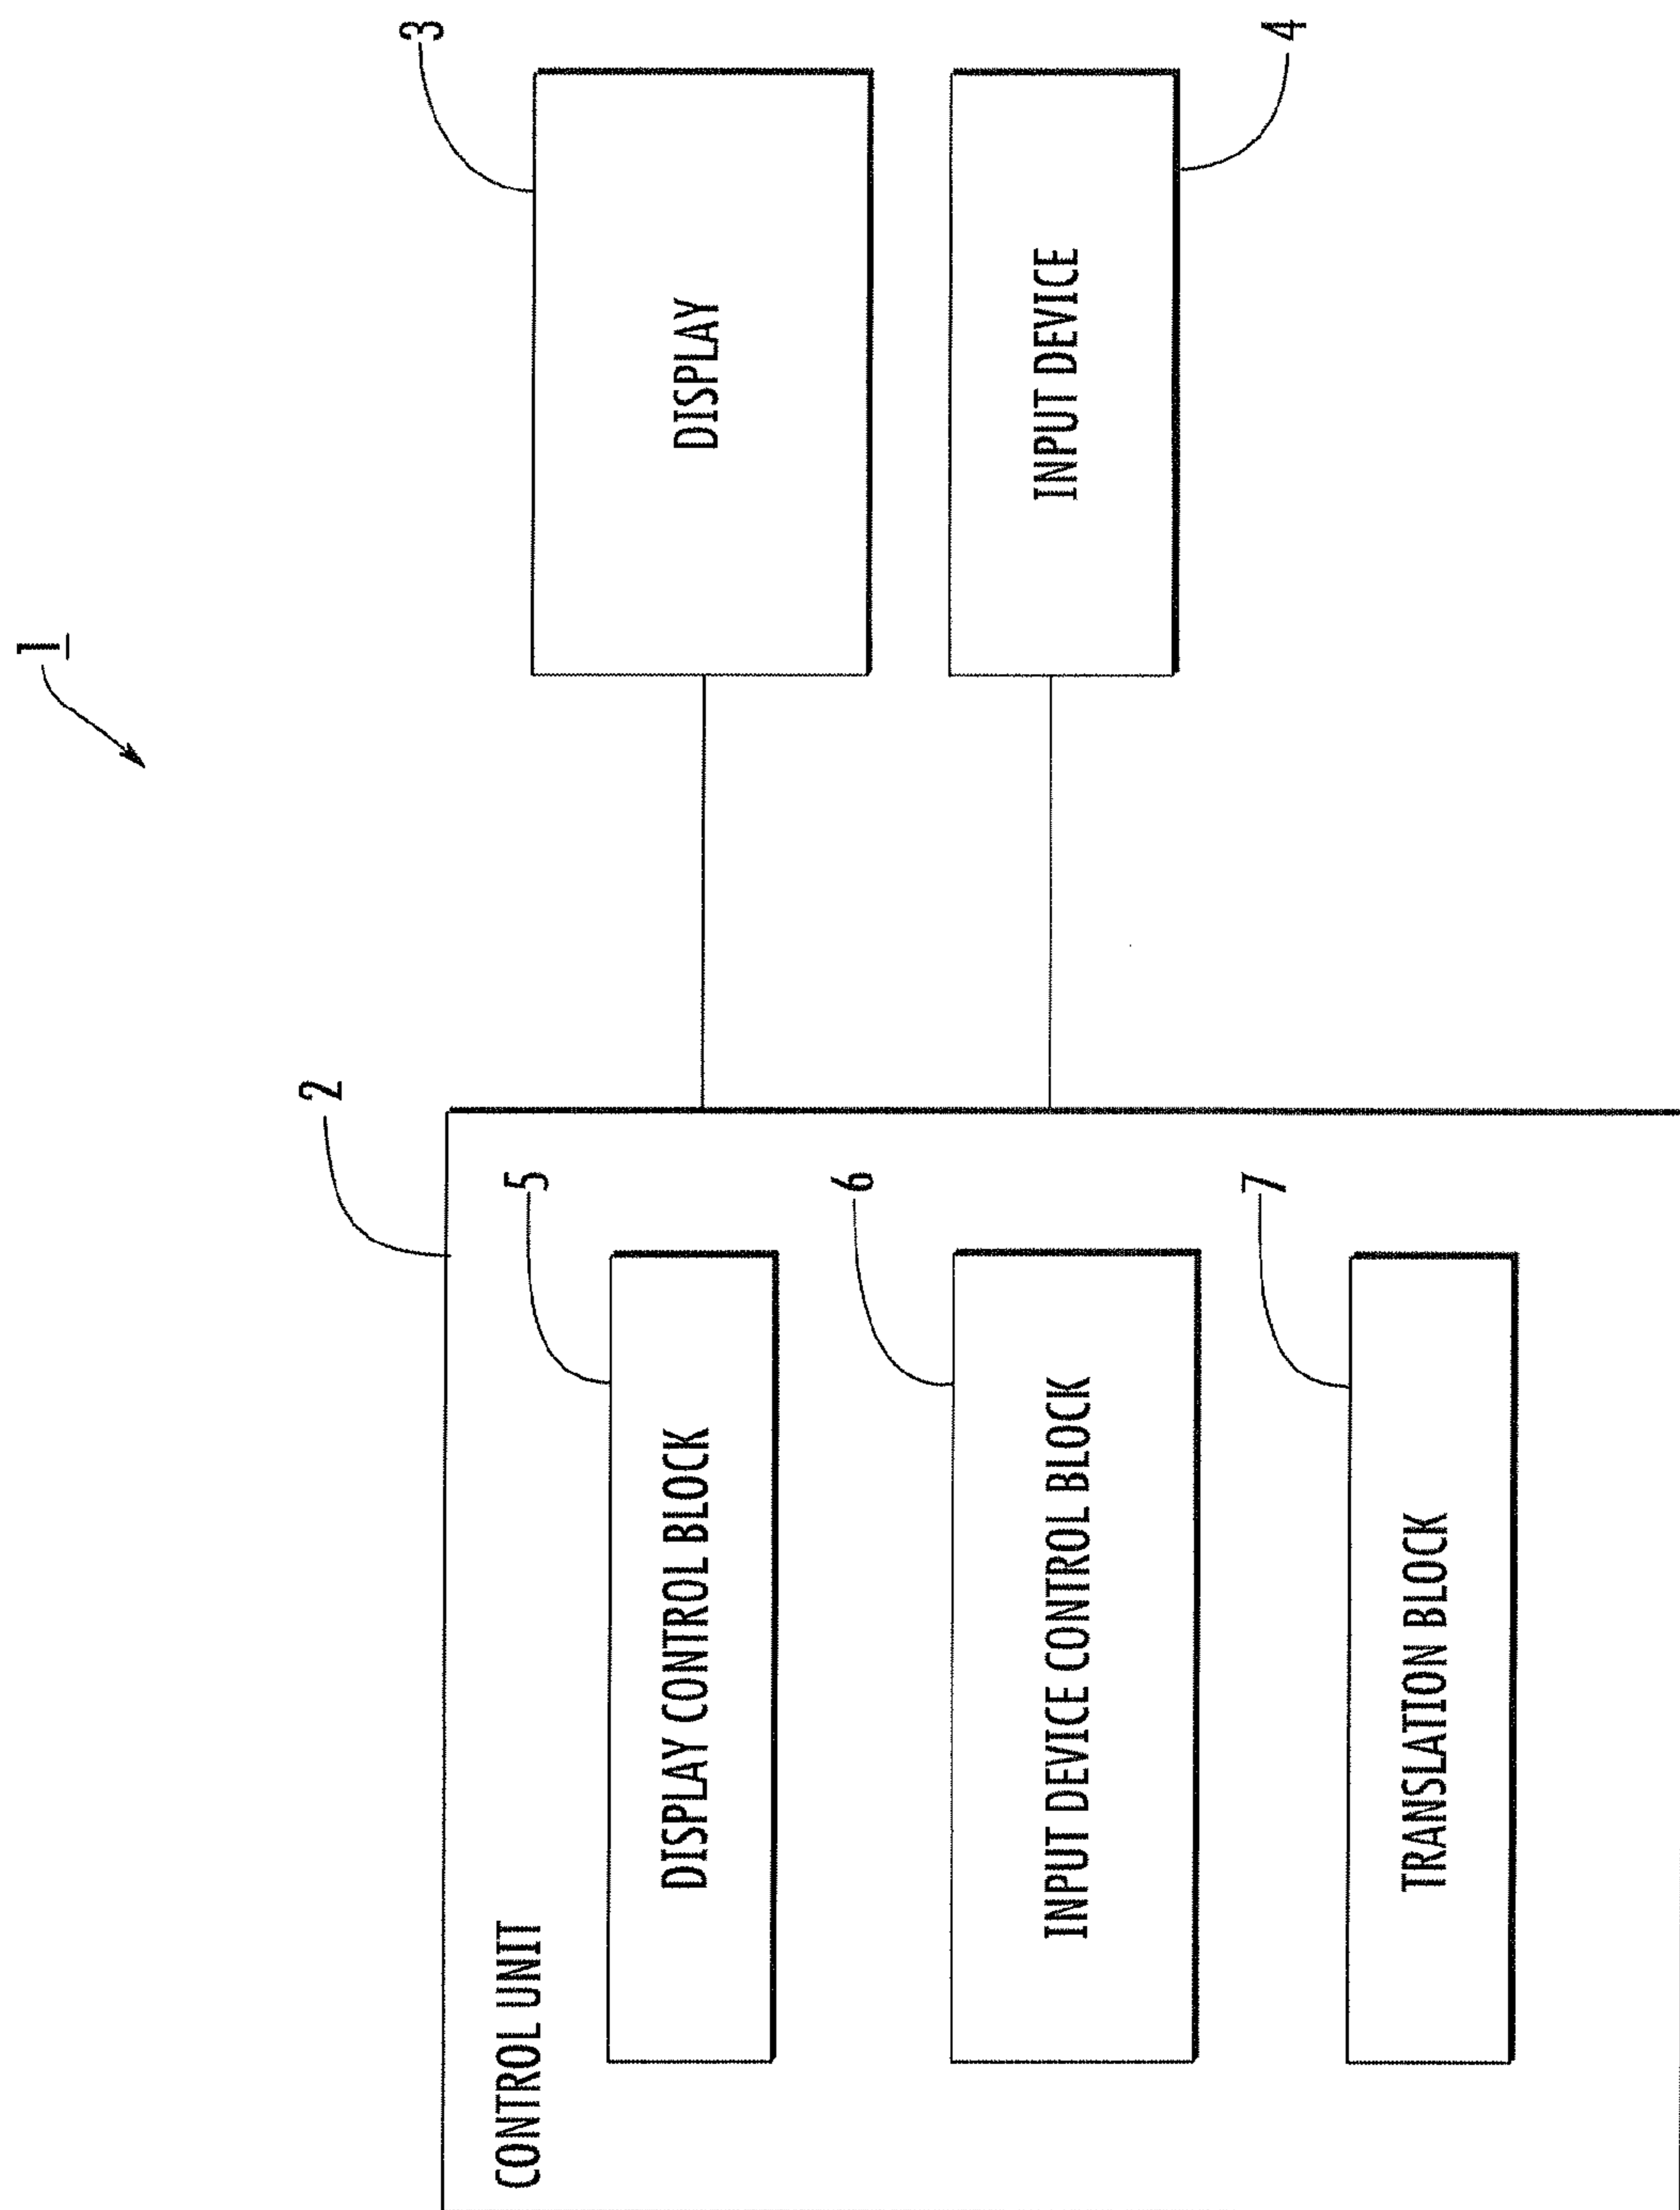 1
CONTROL UNIT
2
DISPLAY CONTROL BLOCK
5
INPUT DEVICE CONTROL BLOCK
6
TRANSLATION BLOCK
7
DISPLAY
3
INPUT DEVICE
4